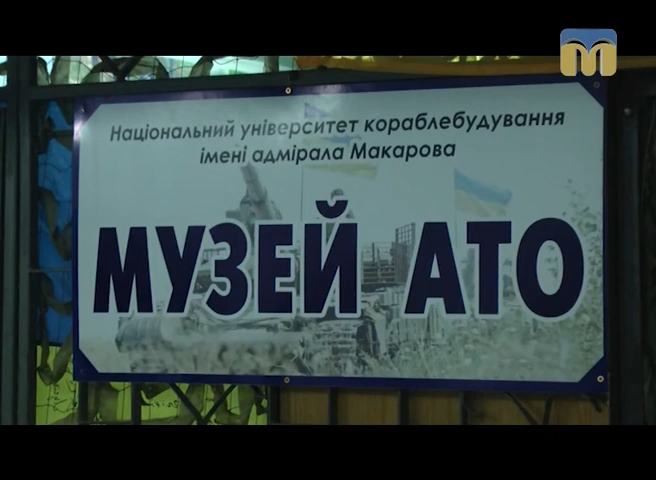 Національний університет кораблебудування
імені адмірала Макарова
МУЗЕЙ АТО